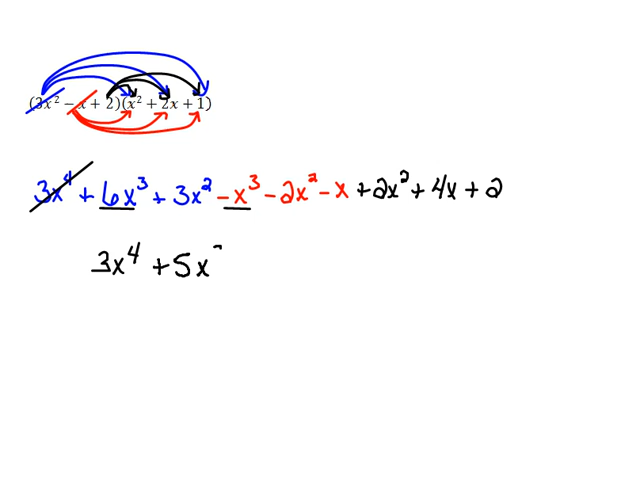 (3x² − x + 2)(x² + 2x + 1)
3x⁴ + 6x³ + 3x² − x³ − 2x² − x + 2x² + 4x + 2
3x⁴ + 5x